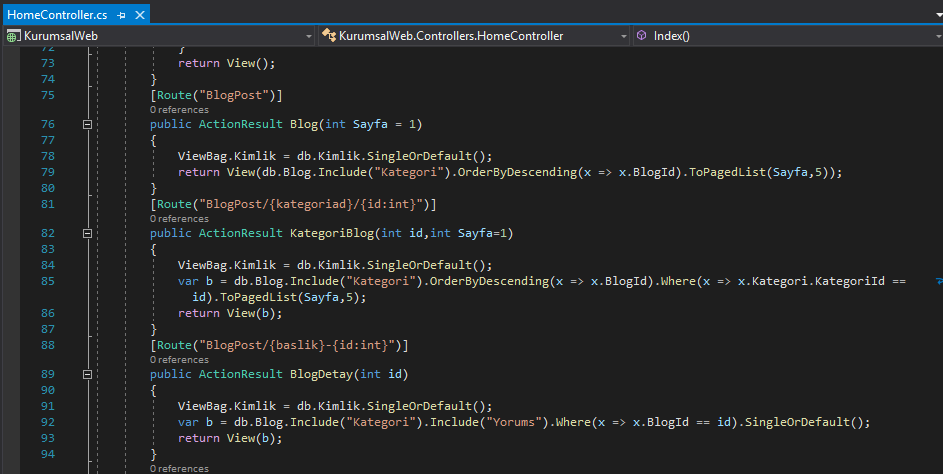 HomeController.cs
KurumsalWeb KurumsalWeb.Controllers.HomeController Index()
72 }
73 return View();
74 }
75 [Route("BlogPost")]
0 references
76 public ActionResult Blog(int Sayfa = 1)
77 {
78 ViewBag.Kimlik = db.Kimlik.SingleOrDefault();
79 return View(db.Blog.Include("Kategori").OrderByDescending(x => x.BlogId).ToPagedList(Sayfa,5));
80 }
81 [Route("BlogPost/{kategoriad}/{id:int}")]
0 references
82 public ActionResult KategoriBlog(int id,int Sayfa=1)
83 {
84 ViewBag.Kimlik = db.Kimlik.SingleOrDefault();
85 var b = db.Blog.Include("Kategori").OrderByDescending(x => x.BlogId).Where(x => x.Kategori.KategoriId ==
id).ToPagedList(Sayfa,5);
86 return View(b);
87 }
88 [Route("BlogPost/{baslik}-{id:int}")]
0 references
89 public ActionResult BlogDetay(int id)
90 {
91 ViewBag.Kimlik = db.Kimlik.SingleOrDefault();
92 var b = db.Blog.Include("Kategori").Include("Yorums").Where(x => x.BlogId == id).SingleOrDefault();
93 return View(b);
94 }
0 references